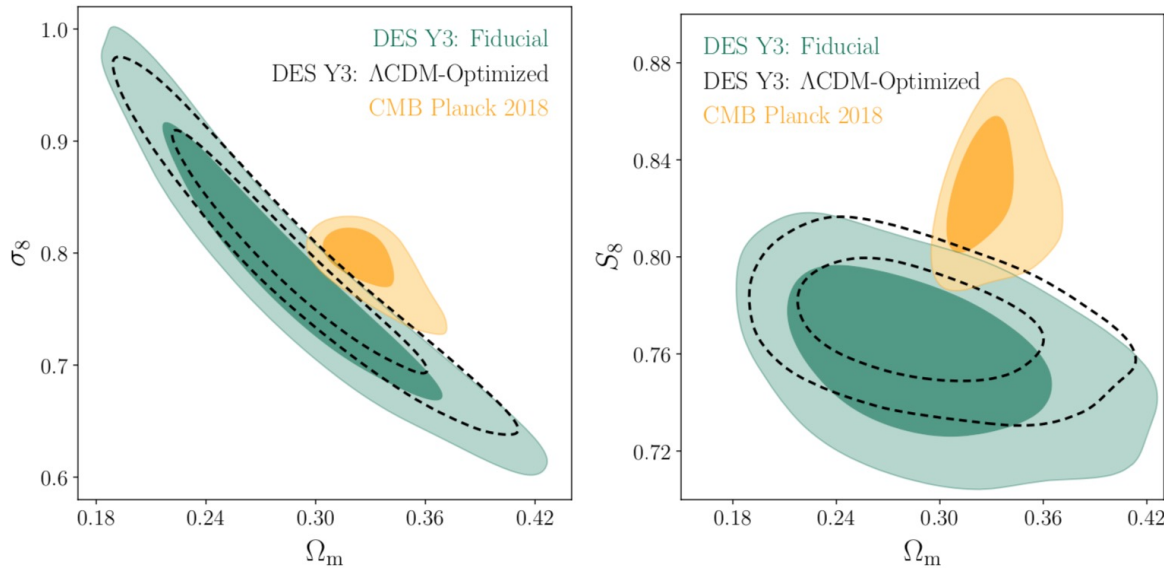 DES Y3: Fiducial
DES Y3: ΛCDM-Optimized
CMB Planck 2018
1.0
0.9
0.8
0.7
0.6
σ8
0.18
0.24
0.30
0.36
0.42
Ωm
DES Y3: Fiducial
DES Y3: ΛCDM-Optimized
CMB Planck 2018
0.88
0.84
0.80
0.76
0.72
S8
0.18
0.24
0.30
0.36
0.42
Ωm